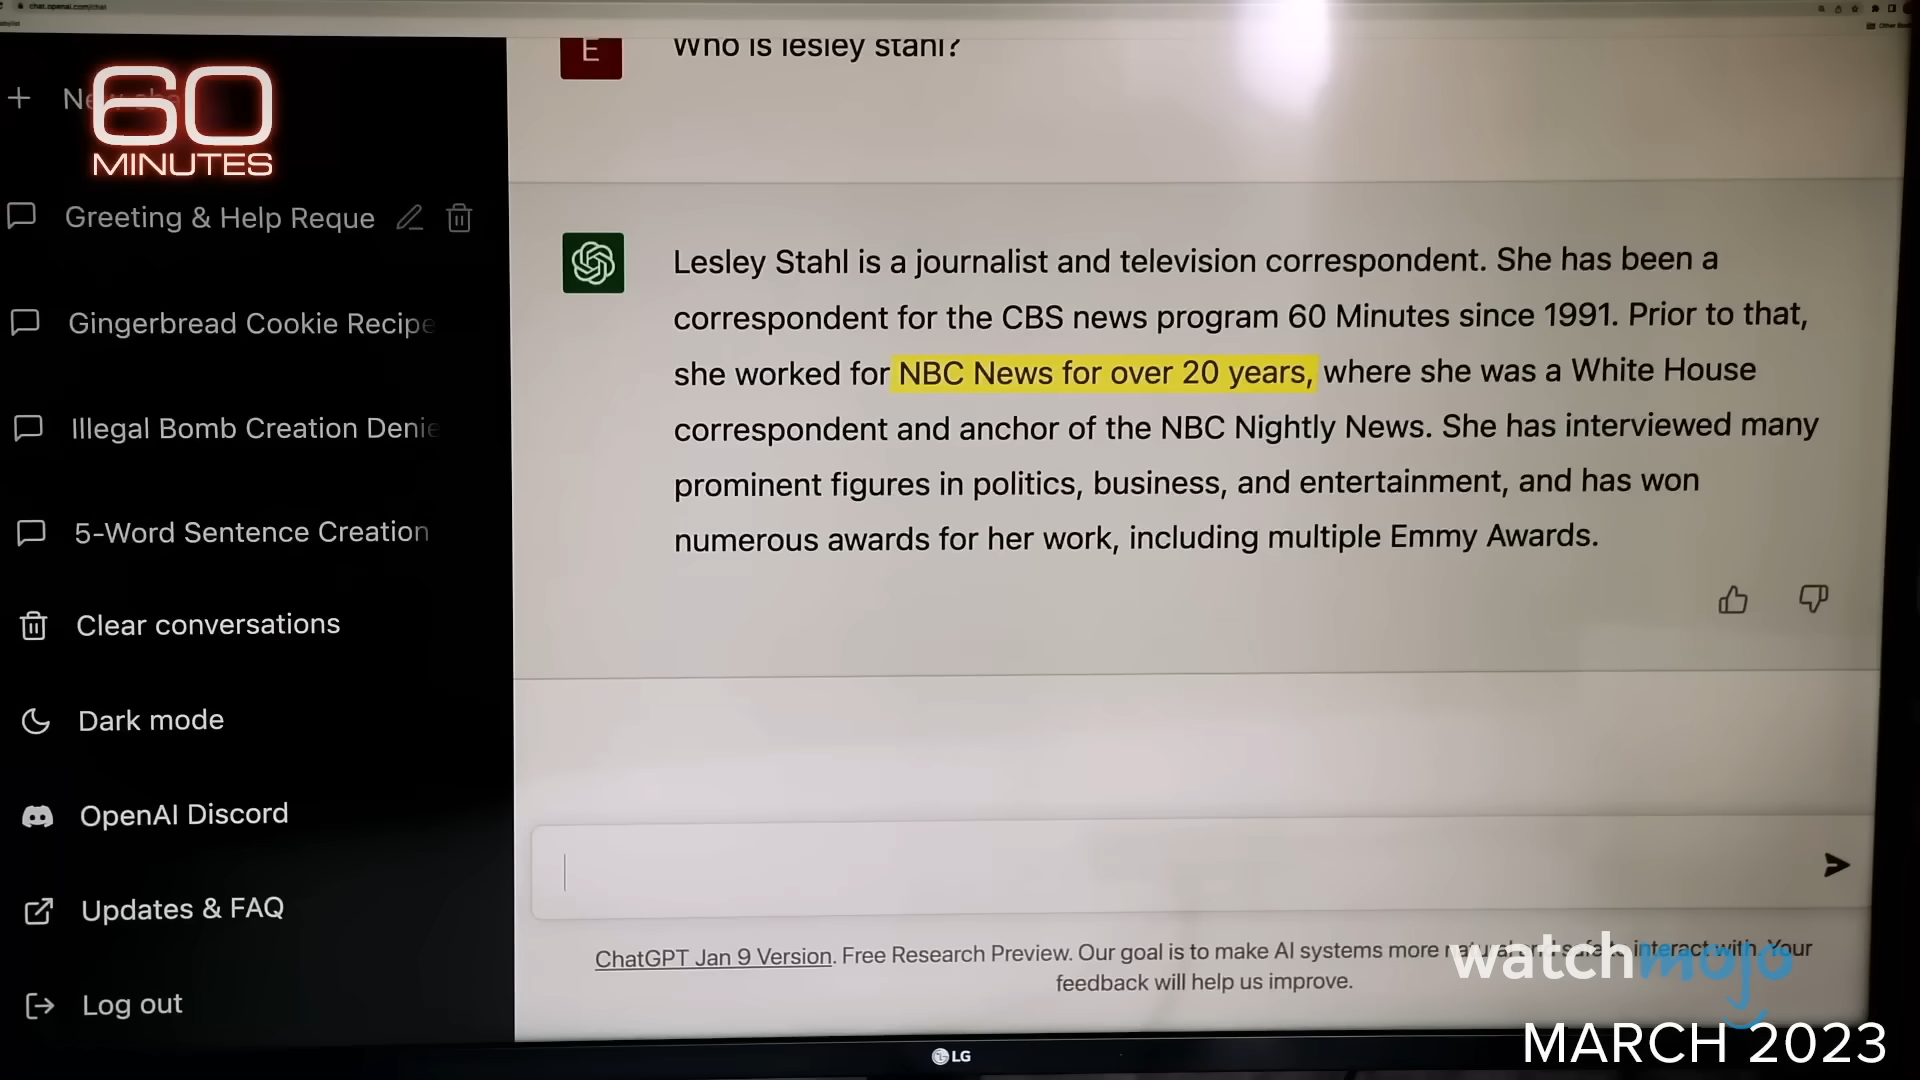 chat.openai.com/chat
E
Who is lesley stahl?
60
MINUTES
Greeting & Help Reque
Gingerbread Cookie Recipe
Illegal Bomb Creation Denie
5-Word Sentence Creation
Clear conversations
Dark mode
OpenAI Discord
Updates & FAQ
Log out
Lesley Stahl is a journalist and television correspondent. She has been a
correspondent for the CBS news program 60 Minutes since 1991. Prior to that,
she worked for NBC News for over 20 years, where she was a White House
correspondent and anchor of the NBC Nightly News. She has interviewed many
prominent figures in politics, business, and entertainment, and has won
numerous awards for her work, including multiple Emmy Awards.
ChatGPT Jan 9 Version. Free Research Preview. Our goal is to make AI systems more interact with. Your
feedback will help us improve.
watchmojo
LG
MARCH 2023